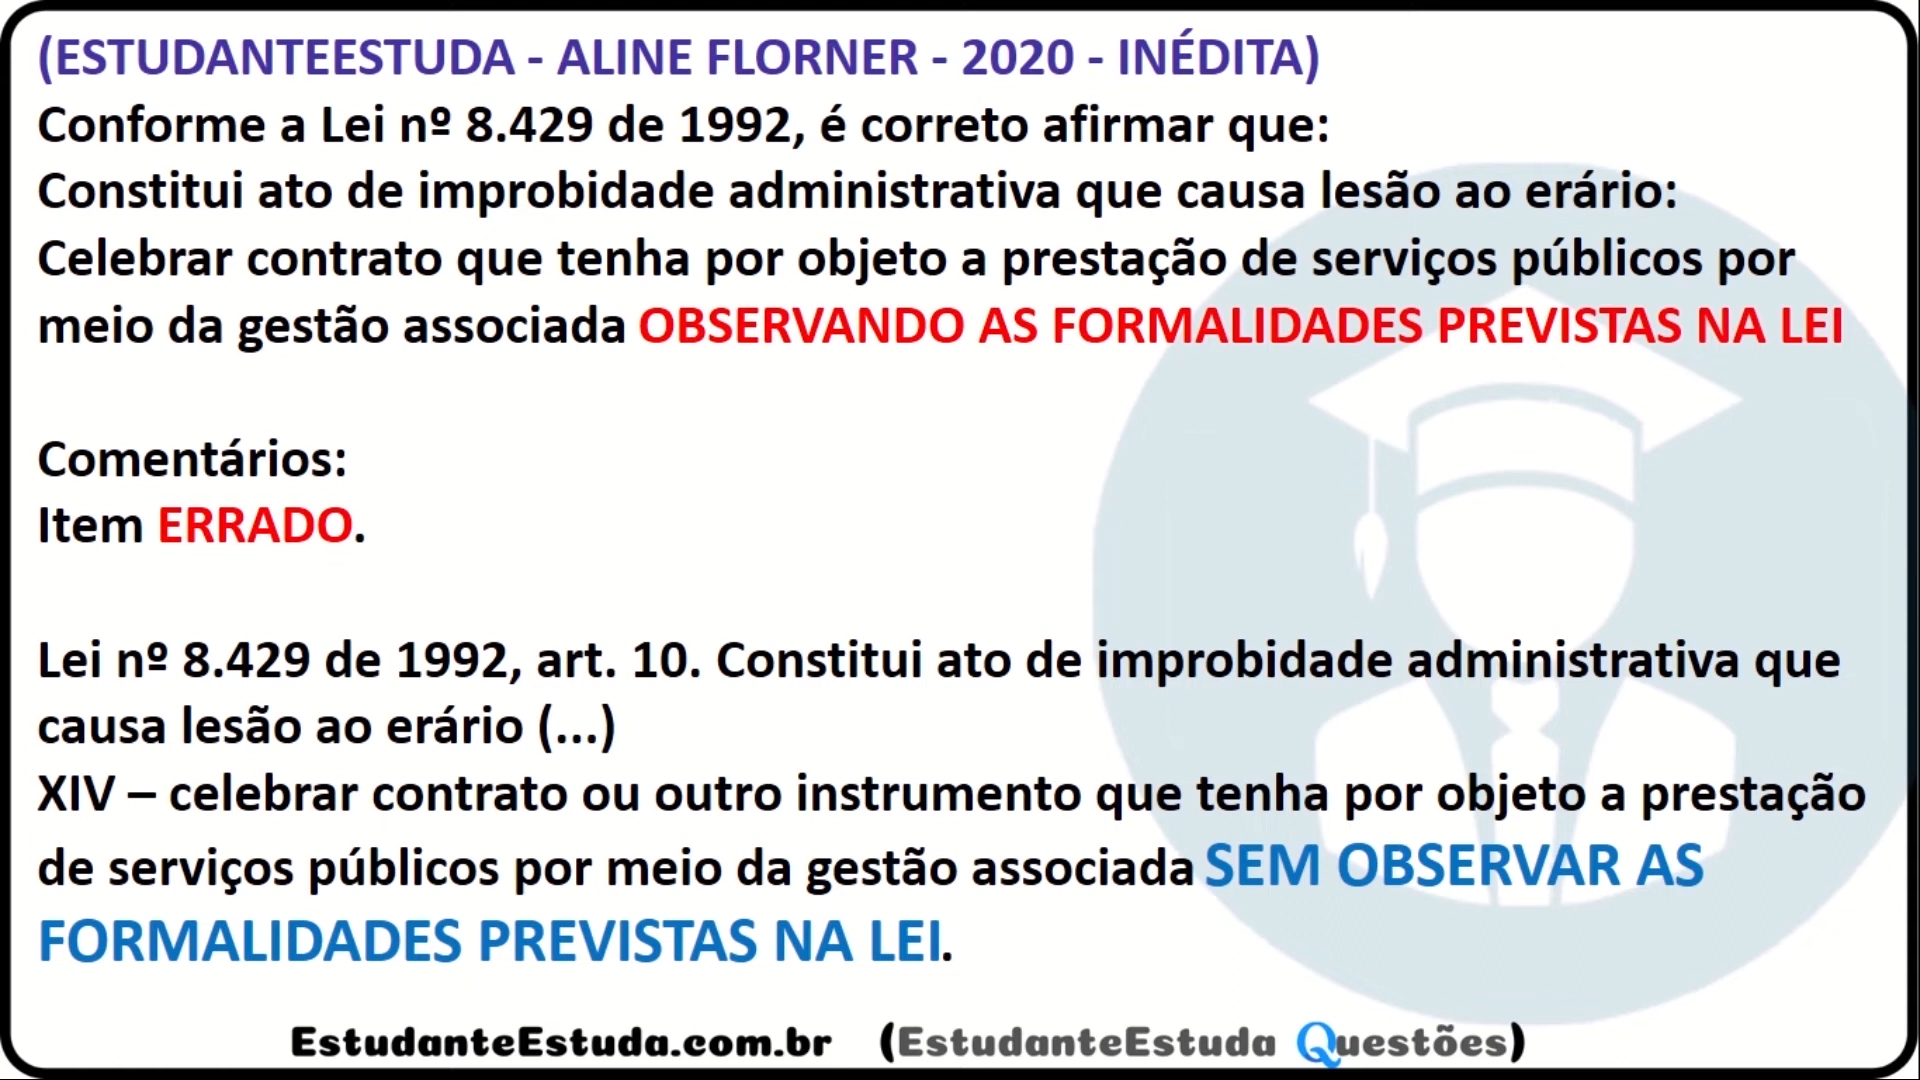 (ESTUDANTEESTUDA - ALINE FLORNER - 2020 - INÉDITA)
Conforme a Lei nº 8.429 de 1992, é correto afirmar que:
Constitui ato de improbidade administrativa que causa lesão ao erário:
Celebrar contrato que tenha por objeto a prestação de serviços públicos por
meio da gestão associada OBSERVANDO AS FORMALIDADES PREVISTAS NA LEI
Comentários:
Item ERRADO.
Lei nº 8.429 de 1992, art. 10. Constitui ato de improbidade administrativa que
causa lesão ao erário (...)
XIV – celebrar contrato ou outro instrumento que tenha por objeto a prestação
de serviços públicos por meio da gestão associada SEM OBSERVAR AS
FORMALIDADES PREVISTAS NA LEI.
EstudanteEstuda.com.br (EstudanteEstuda Questões)